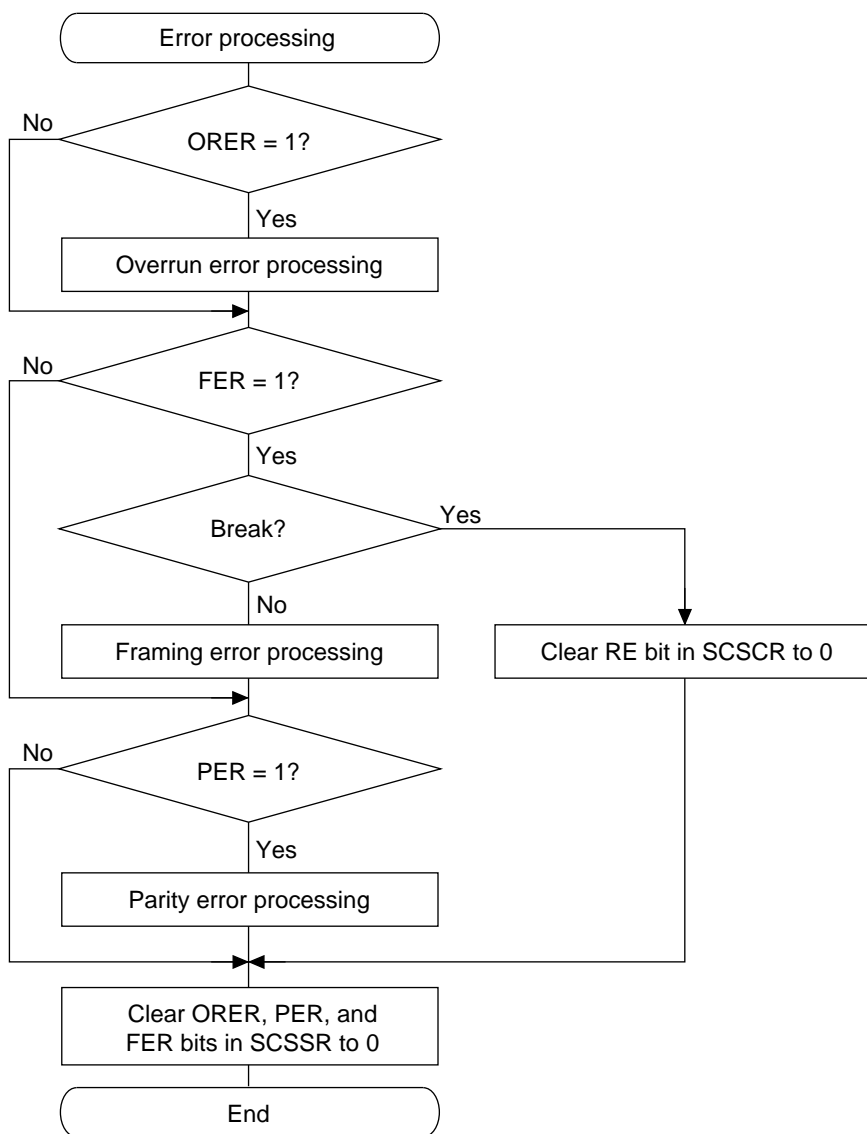 Error processing
No
ORER = 1?
Yes
Overrun error processing
No
FER = 1?
Yes
Break?
Yes
No
Framing error processing
Clear RE bit in SCSCR to 0
No
PER = 1?
Yes
Parity error processing
Clear ORER, PER, and
FER bits in SCSSR to 0
End